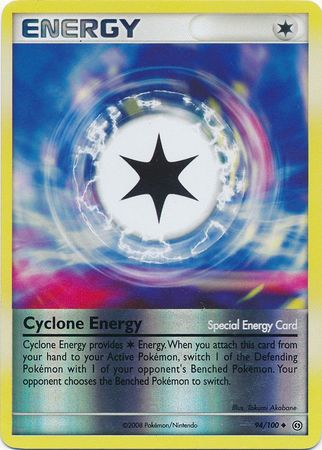 ENERGY
Cyclone Energy
Special Energy Card
Cyclone Energy provides Energy. When you attach this card from
your hand to your Active Pokémon, switch 1 of the Defending
Pokémon with 1 of your opponent's Benched Pokémon. Your
opponent chooses the Benched Pokémon to switch.
Illus. Takumi Akabane
©2008 Pokémon/Nintendo
94/100